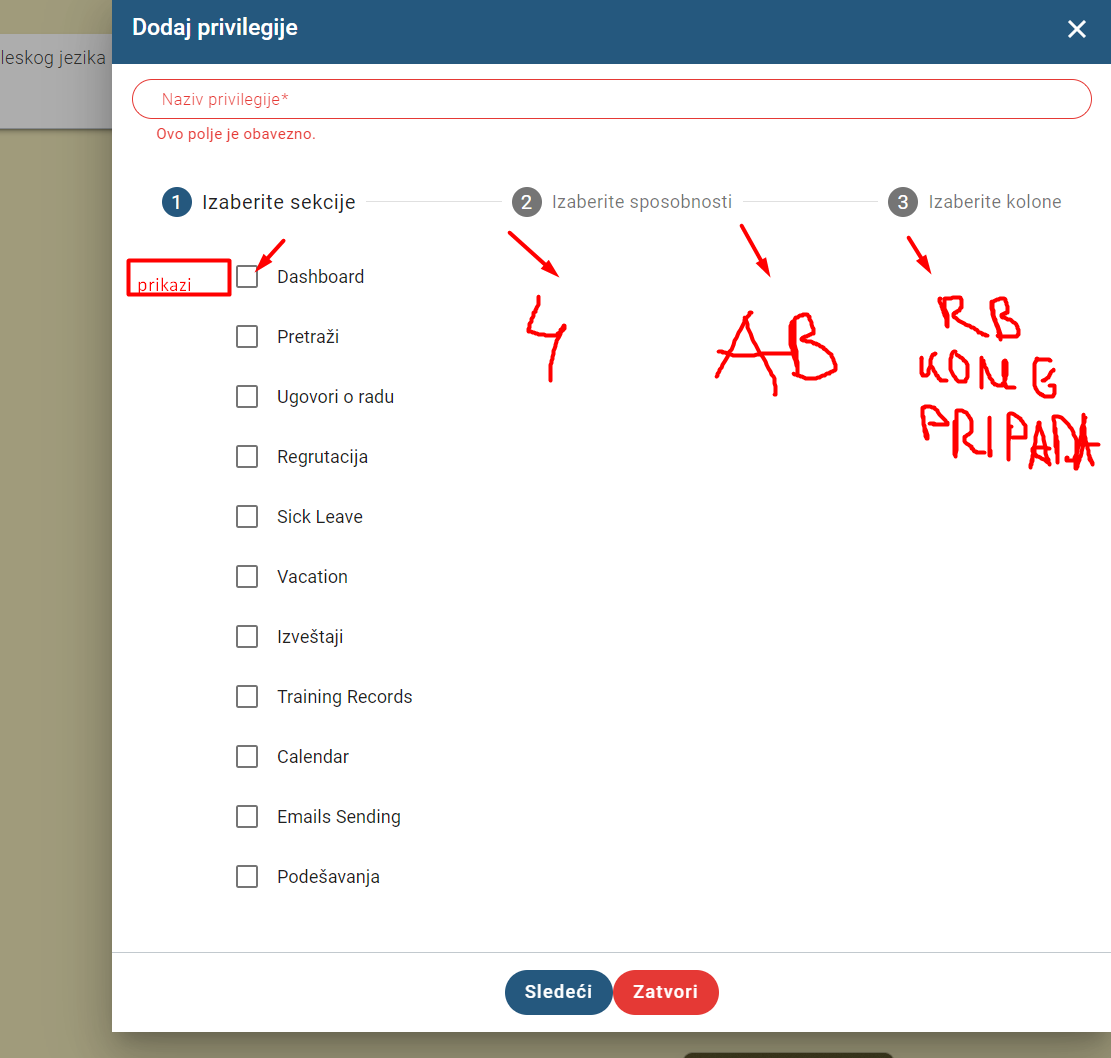 Dodaj privilegije
leskog jezika
Naziv privilegije*
Ovo polje je obavezno.
1 Izaberite sekcije 2 Izaberite sposobnosti 3 Izaberite kolone
prikazi
Dashboard
Pretraži
Ugovori o radu
Regrutacija
Sick Leave
Vacation
Izveštaji
Training Records
Calendar
Emails Sending
Podešavanja
4
AB
RB
PRIPADA
Sledeći Zatvori